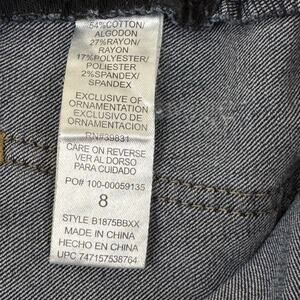 54%COTTON/
ALGODON
27%RAYON/
RAYON
17%POLYESTER/
POLIESTER
2%SPANDEX/
SPANDEX
EXCLUSIVE OF
ORNAMENTATION
EXCLUSIVO DE
ORNAMENTACION
RN#39831
CARE ON REVERSE
VER AL DORSO
PARA CUIDADO
PO# 100-00059135
8
STYLE B1875BBXX
MADE IN CHINA
HECHO EN CHINA
UPC 747157538764